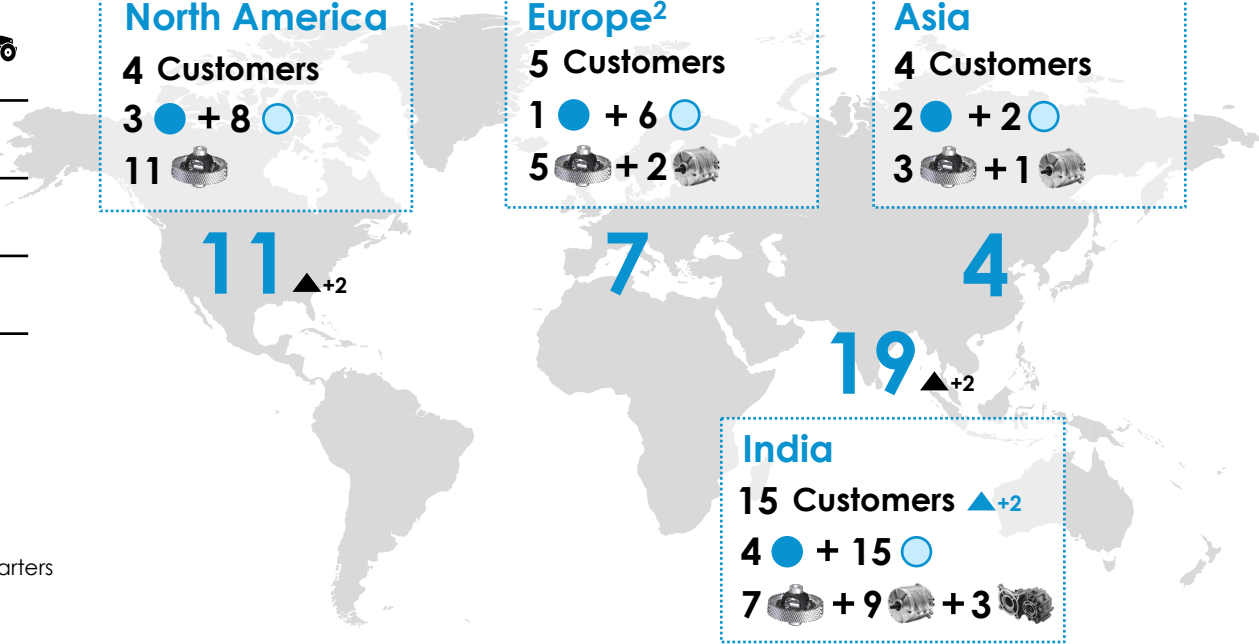 North America
4 Customers
3 + 8
11
11 ▲+2
Europe²
5 Customers
1 + 6
5 + 2
7
Asia
4 Customers
2 + 2
3 + 1
4
19 ▲+2
India
15 Customers ▲+2
4 + 15
7 + 9 + 3
arters